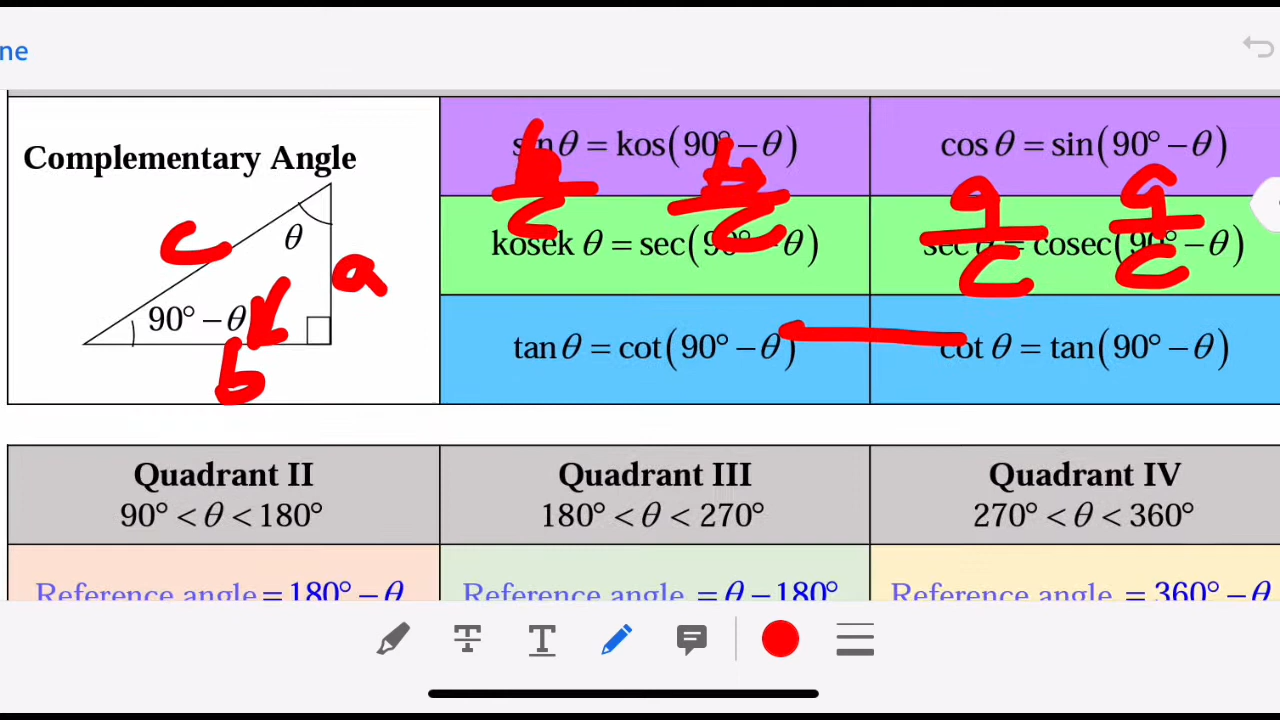 ne
Complementary Angle
θ
90° − θ
c
a
b
sin θ = kos(90° − θ)
cos θ = sin(90° − θ)
b/c
b/c
a/c
a/c
kosek θ = sec(90° − θ)
sec θ = cosec(90° − θ)
tan θ = cot(90° − θ)
cot θ = tan(90° − θ)
Quadrant II
90° < θ < 180°
Quadrant III
180° < θ < 270°
Quadrant IV
270° < θ < 360°
Reference angle = 180° − θ
Reference angle = θ − 180°
Reference angle = 360° − θ